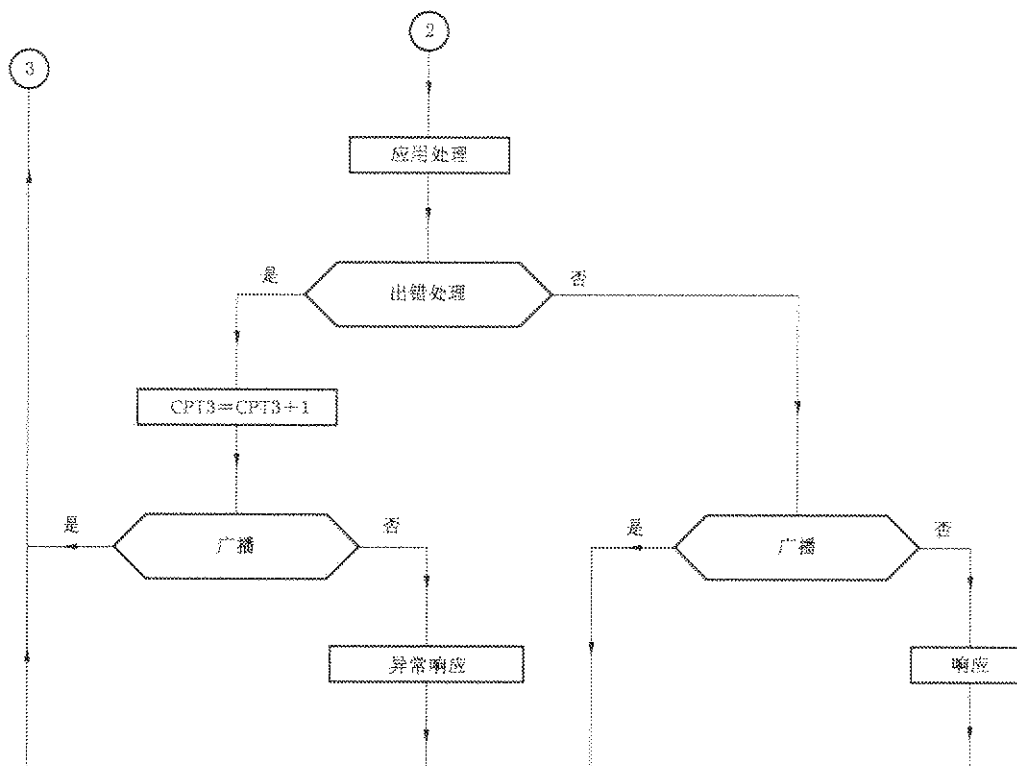 2
3
应用处理
是
出错处理
否
CPT3=CPT3+1
是
广播
否
是
广播
否
异常响应
响应